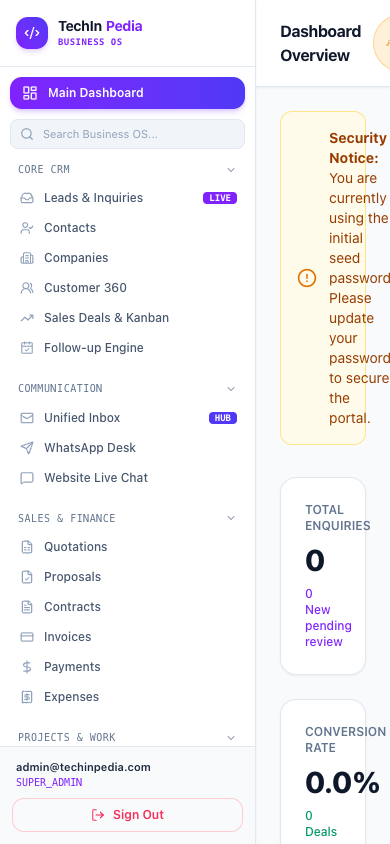 TechIn Pedia
BUSINESS OS
Main Dashboard
Search Business OS...
CORE CRM
Leads & Inquiries LIVE
Contacts
Companies
Customer 360
Sales Deals & Kanban
Follow-up Engine
COMMUNICATION
Unified Inbox HUB
WhatsApp Desk
Website Live Chat
SALES & FINANCE
Quotations
Proposals
Contracts
Invoices
Payments
Expenses
PROJECTS & WORK
admin@techinpedia.com
SUPER_ADMIN
Sign Out
Dashboard
Overview
Security
Notice:
You are
currently
using the
initial
seed
password
Please
update
your
password
to secure
the
portal.
TOTAL
ENQUIRIES
0
0
New
pending
review
CONVERSION
RATE
0.0%
0
Deals